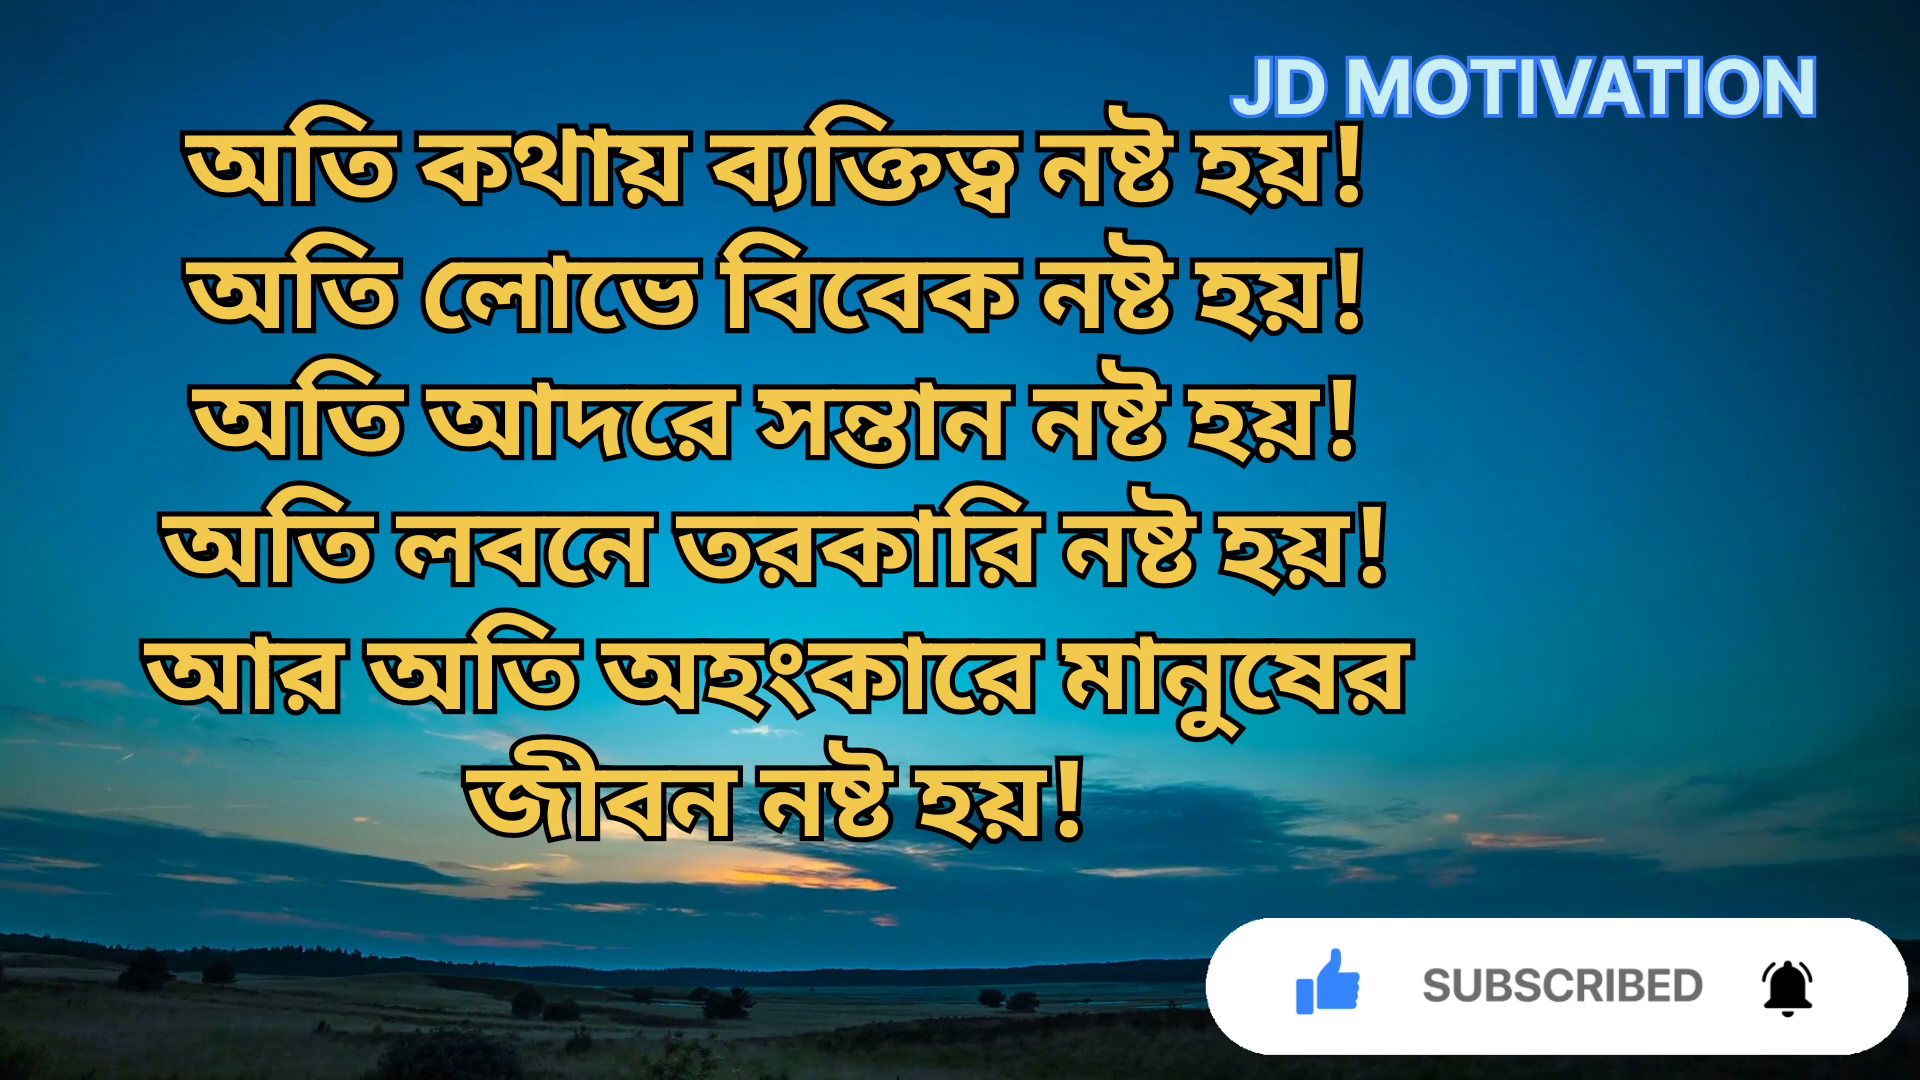 JD MOTIVATION
অতি কথায় ব্যক্তিত্ব নষ্ট হয়!
অতি লোভে বিবেক নষ্ট হয়!
অতি আদরে সন্তান নষ্ট হয়!
অতি লবনে তরকারি নষ্ট হয়!
আর অতি অহংকারে মানুষের
জীবন নষ্ট হয়!
SUBSCRIBED